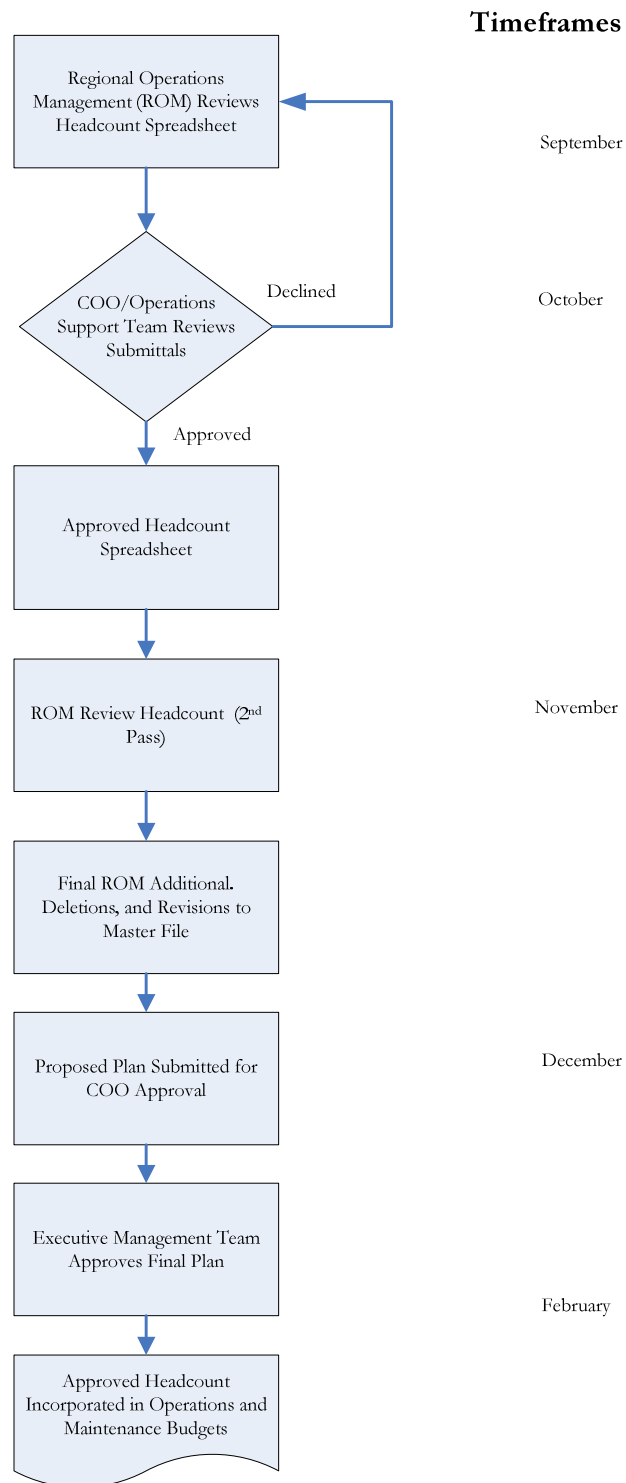 Timeframes
Regional Operations
Management (ROM) Reviews
Headcount Spreadsheet
September
COO/Operations
Support Team Reviews
Submittals
Declined
October
Approved
Approved Headcount
Spreadsheet
ROM Review Headcount (2nd
Pass)
November
Final ROM Additional.
Deletions, and Revisions to
Master File
Proposed Plan Submitted for
COO Approval
December
Executive Management Team
Approves Final Plan
February
Approved Headcount
Incorporated in Operations and
Maintenance Budgets